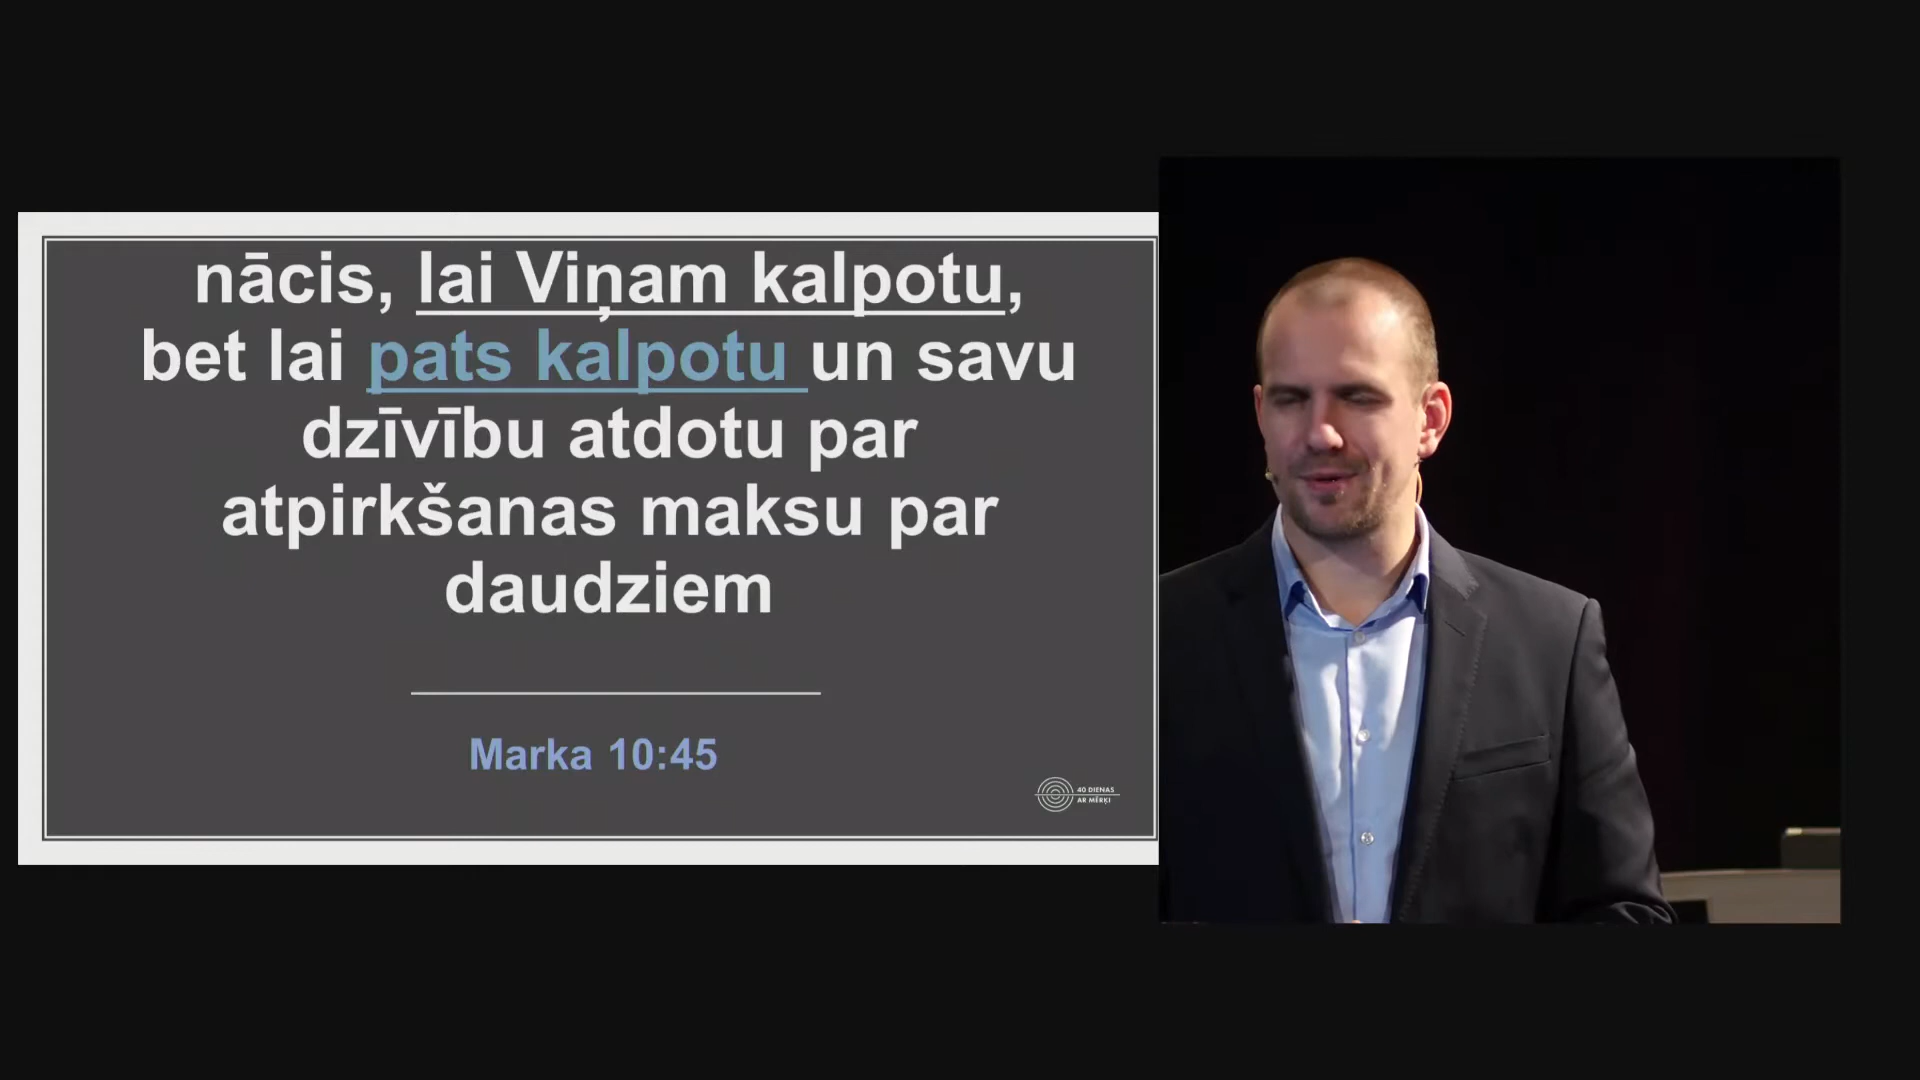 nācis, lai Viņam kalpotu,
bet lai pats kalpotu un savu
dzīvību atdotu par
atpirkšanas maksu par
daudziem
Marka 10:45
40 DIENAS
AR MĒRĶI